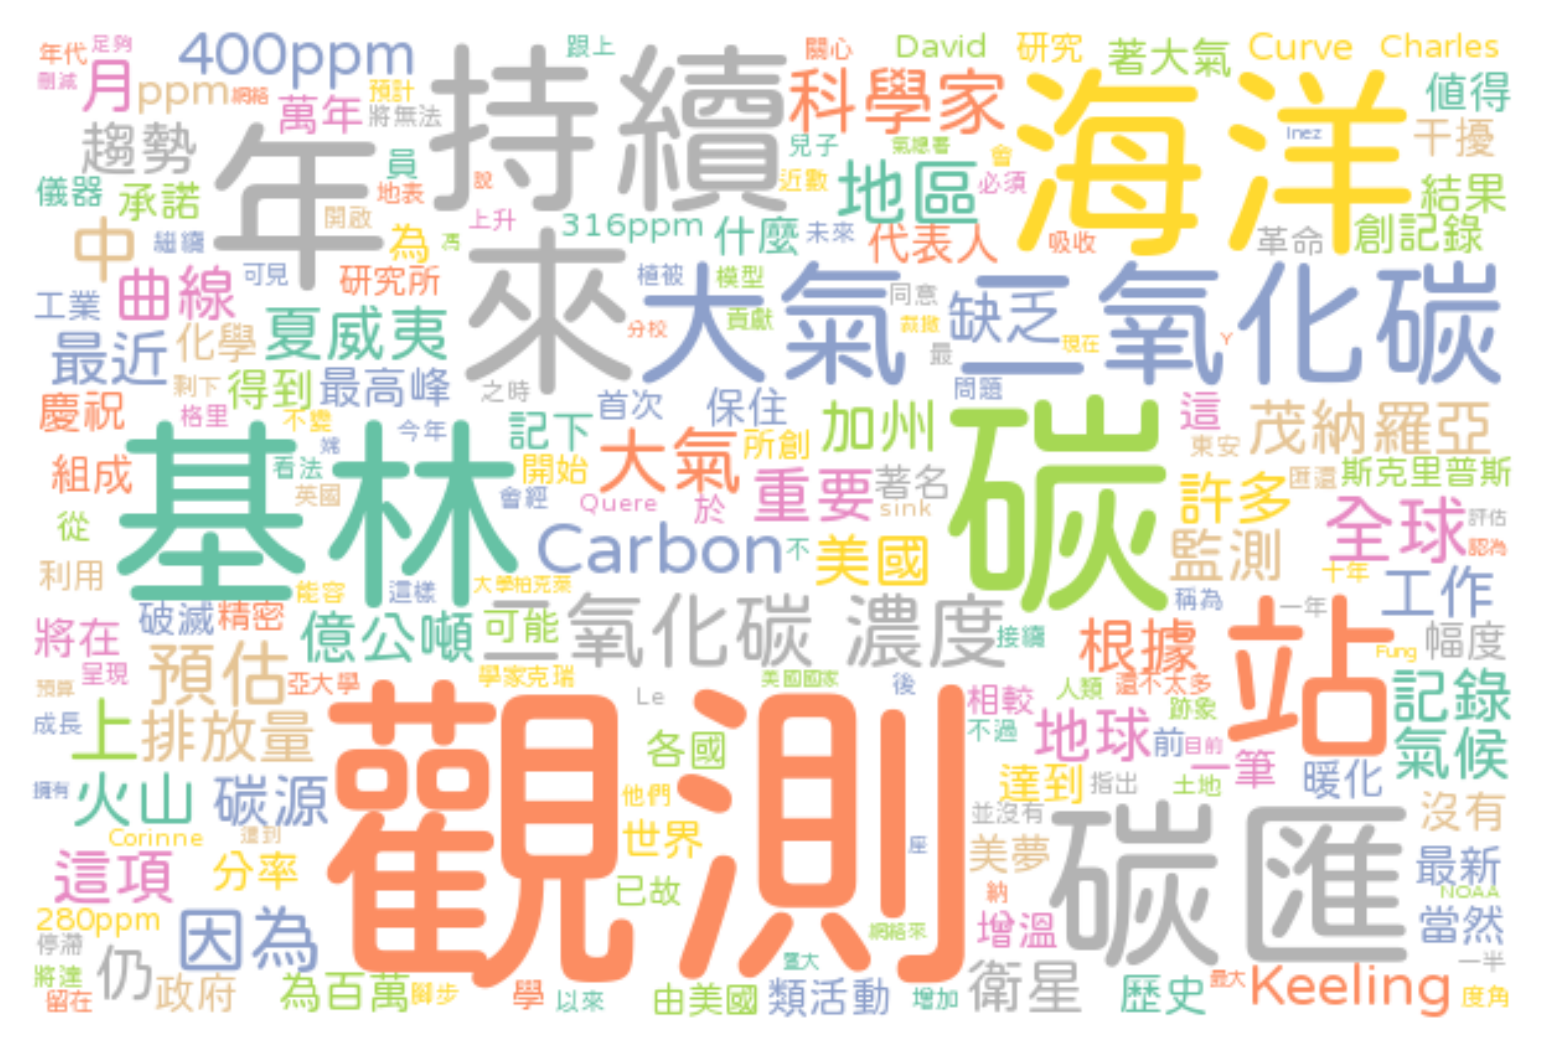 年代 足夠 400ppm 跟上 關心 David 研究 著大氣 Curve Charles
刪減 月 ppm 網絡 預計 持續 科學家 海洋 值得
萬年 將無法 Inez 干擾
趨勢 年 員 兒子 氣總署 會
儀器 承諾 地表 說 近數 地區 必須 結果
開啟 上升 316ppm 什麼 未來 代表人 吸收 革命 創記錄
中 繼續 為 馮 來
工業 曲線 可見 研究所 植被 模型 大氣 同意 缺乏 二氧化碳
最近 化學 夏威夷 分校 貢獻 裁撤 最 現在 Y
剩下 得到 最高峰 之時 問題
慶祝 格里 不斷 今年 記下 首次 保住 加州 碳 這 茂納羅亞
基林 嫣 大氣 所創 東安
組成 看法 開始 重要 著名 許多 匯還 斯克里普斯
英國 會經 Quere 於 sink
從 Carbon 不 美國 監測 全球 評估
認為
利用 能容 這樣 大學柏克萊 十年 工作
破滅 精密 二氧化碳 濃度 稱為 一年
將在 億公噸 可能 接續 根據 站 幅度
Fung
呈現 預估 亞大學 學家克瑞 美國國家 後 人類 還不太多
預算 Le 相較 跡象 記錄
成長 上 排放量 觀測 各國 不過 地球 前 目前 氣候
擁有 火山 碳源 他們 達到 指出 土地 一筆 暖化
Corinne 遭到 世界 座 並沒有 碳匯 沒有
這項 分率 美夢 最新
已故 納 NOAA
280ppm 因為 網絡來 增溫 當然
停滯 仍 暨大 一半
將達 政府 為百萬 腳步 學 以來 由美國 類活動 增加 衛星 歷史 最大 Keeling 度角
留在